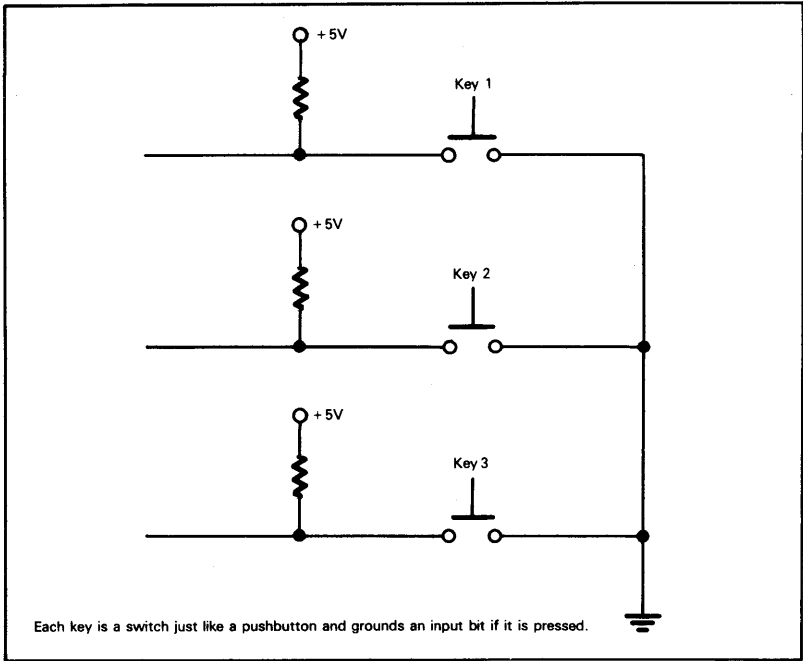 +5V
Key 1
+5V
Key 2
+5V
Key 3
Each key is a switch just like a pushbutton and grounds an input bit if it is pressed.